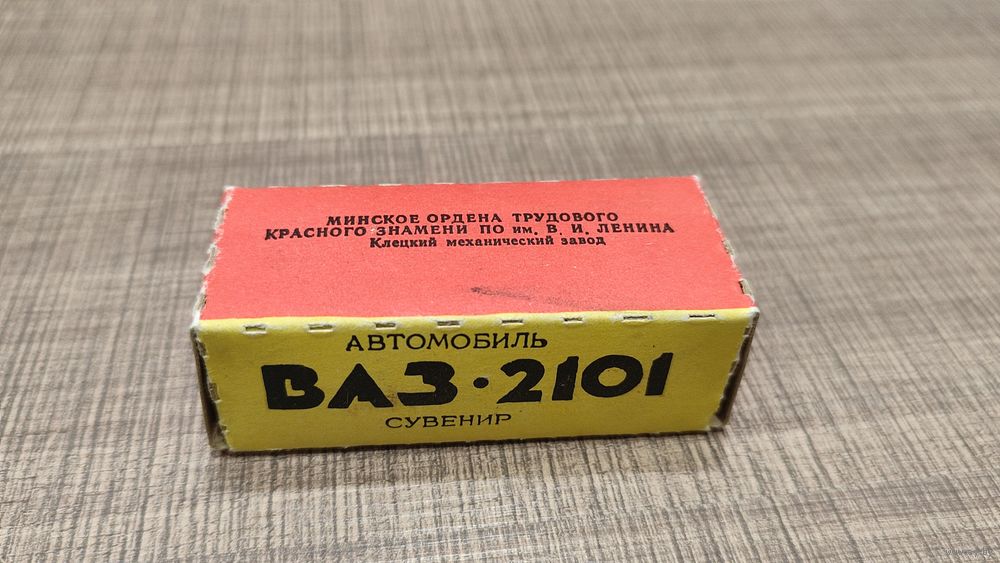 МИНСКОЕ ОРДЕНА ТРУДОВОГО
КРАСНОГО ЗНАМЕНИ ПО им. В. И. ЛЕНИНА
Клецкий механический завод
АВТОМОБИЛЬ
ВАЗ·2101
СУВЕНИР